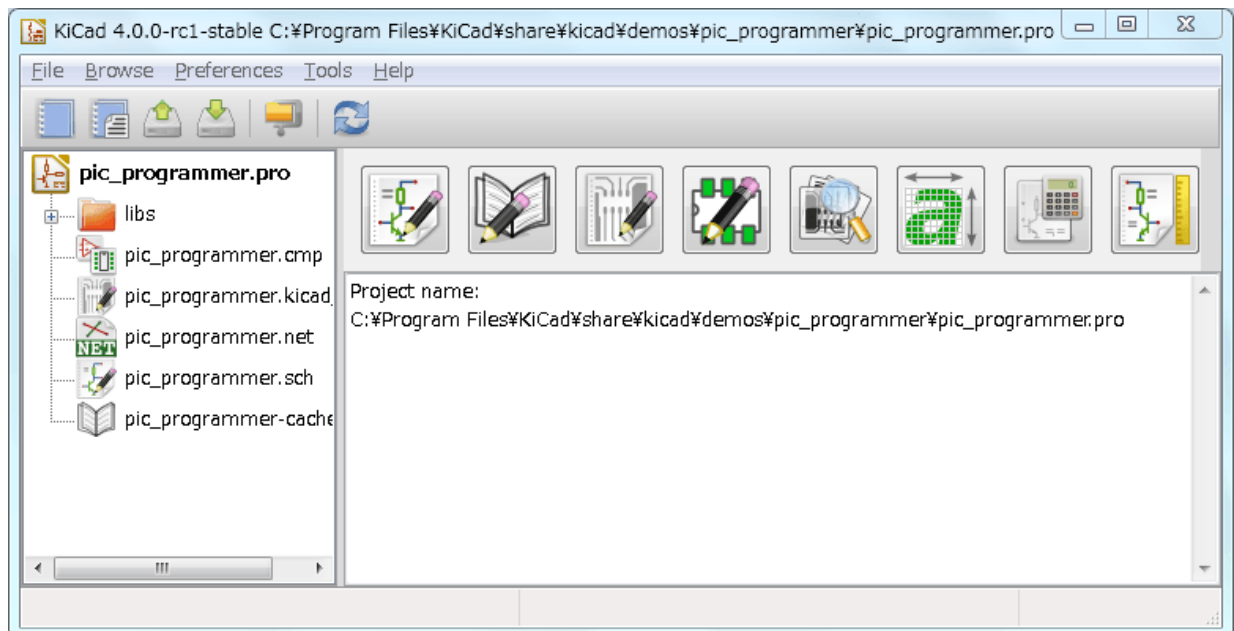 KiCad 4.0.0-rc1-stable C:¥Program Files¥KiCad¥share¥kicad¥demos¥pic_programmer¥pic_programmer.pro
File Browse Preferences Tools Help
pic_programmer.pro
libs
pic_programmer.cmp
pic_programmer.kicad_
NET
pic_programmer.net
pic_programmer.sch
pic_programmer-cache
a
Project name:
C:¥Program Files¥KiCad¥share¥kicad¥demos¥pic_programmer¥pic_programmer.pro